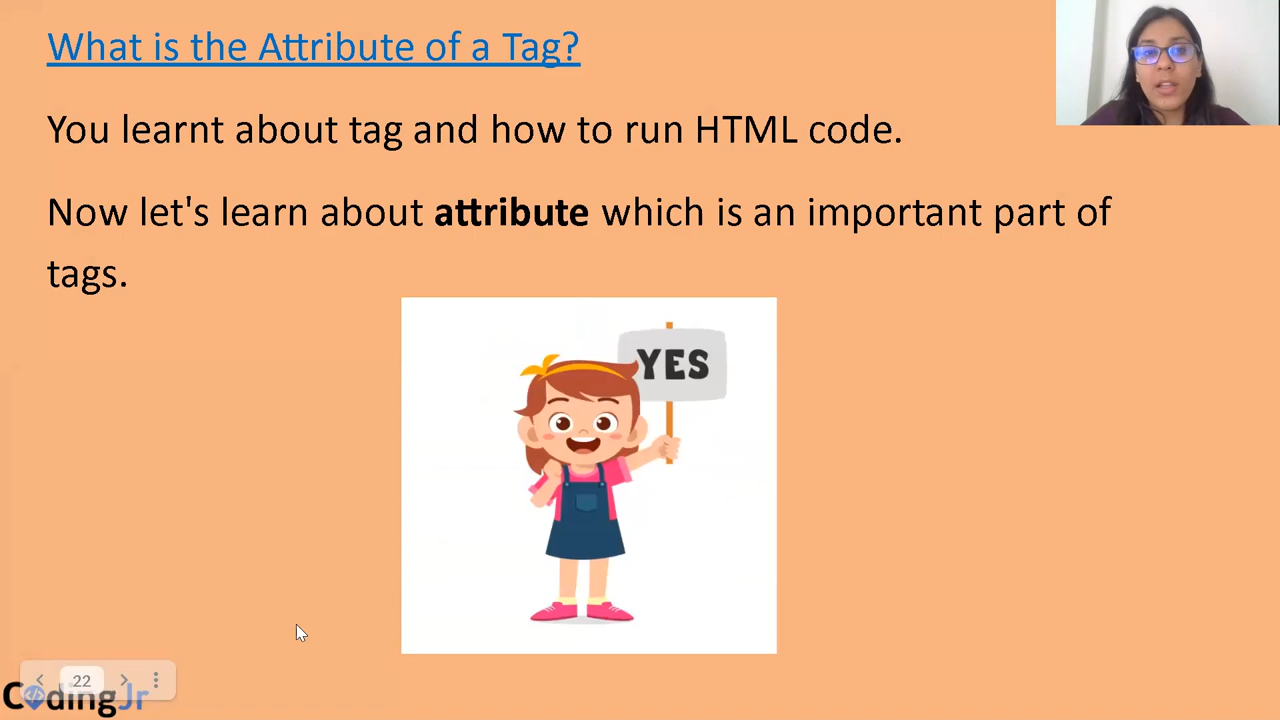 What is the Attribute of a Tag?
You learnt about tag and how to run HTML code.
Now let's learn about attribute which is an important part of
tags.
YES
22
CodingJr